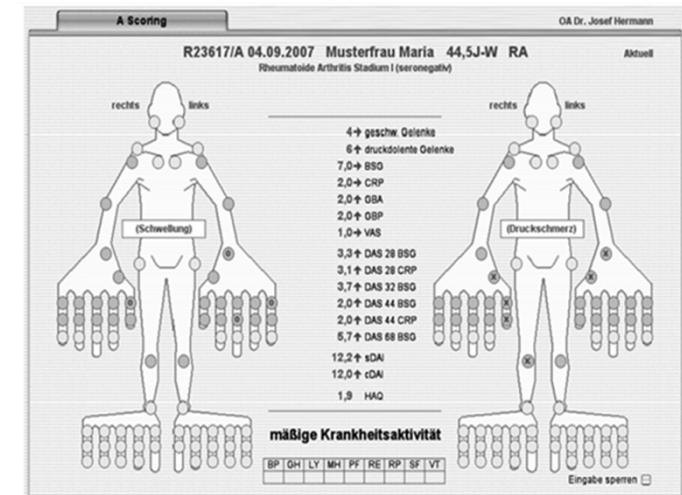 A Scoring
OA Dr. Josef Hermann
R23617/A 04.09.2007 Musterfrau Maria 44,5J-W RA
Aktuell
Rheumatoide Arthritis Stadium I (seronegativ)
rechts
links
rechts
links
4→ geschw. Gelenke
6↑ druckdolente Gelenke
7,0→ BSG
2,0→ CRP
2,0↑ GBA
2,0↑ GBP
1,0→ VAS
(Schwellung)
(Druckschmerz)
3,3↑ DAS 28 BSG
3,1↑ DAS 28 CRP
3,7↑ DAS 32 BSG
2,0↑ DAS 44 BSG
2,0↑ DAS 44 CRP
5,7↑ DAS 68 BSG
12,2↑ sDAI
12,0↑ cDAI
1,9 HAQ
mäßige Krankheitsaktivität
BP GH LY MH PF RE RP SF VT
Eingabe sperren